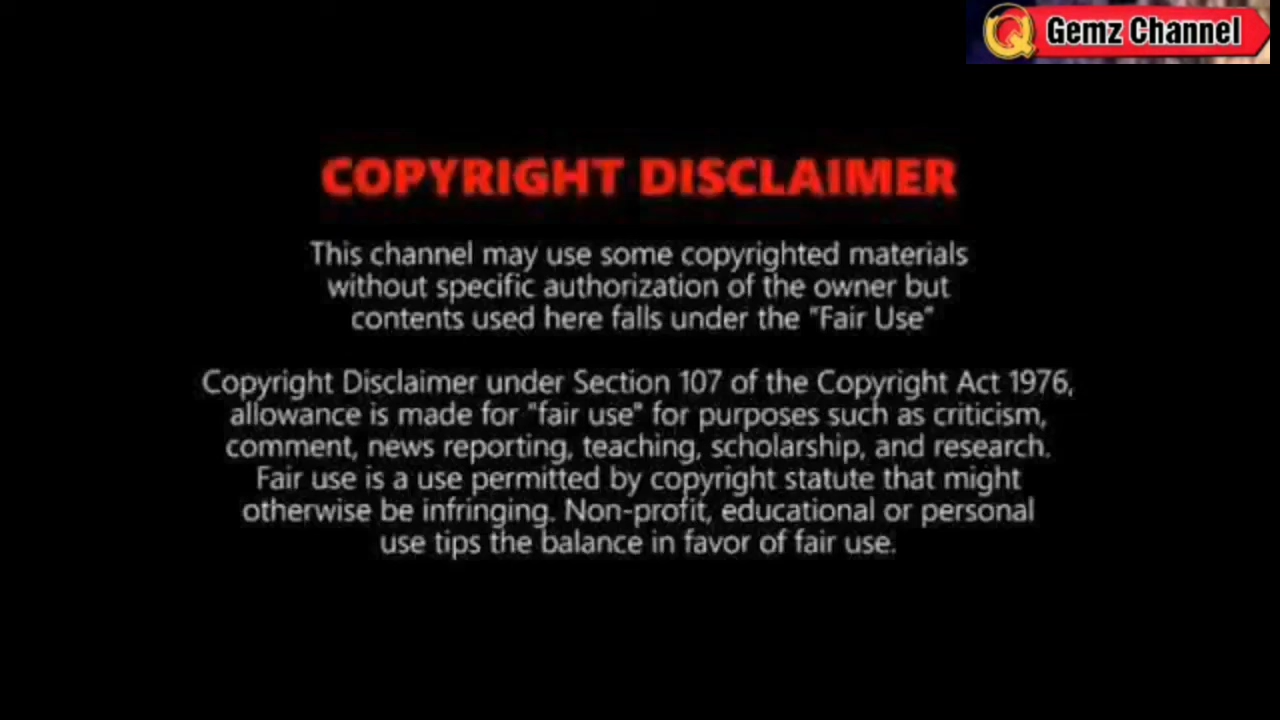 Gemz Channel
COPYRIGHT DISCLAIMER
This channel may use some copyrighted materials
without specific authorization of the owner but
contents used here falls under the "Fair Use"
Copyright Disclaimer under Section 107 of the Copyright Act 1976,
allowance is made for "fair use" for purposes such as criticism,
comment, news reporting, teaching, scholarship, and research.
Fair use is a use permitted by copyright statute that might
otherwise be infringing. Non-profit, educational or personal
use tips the balance in favor of fair use.